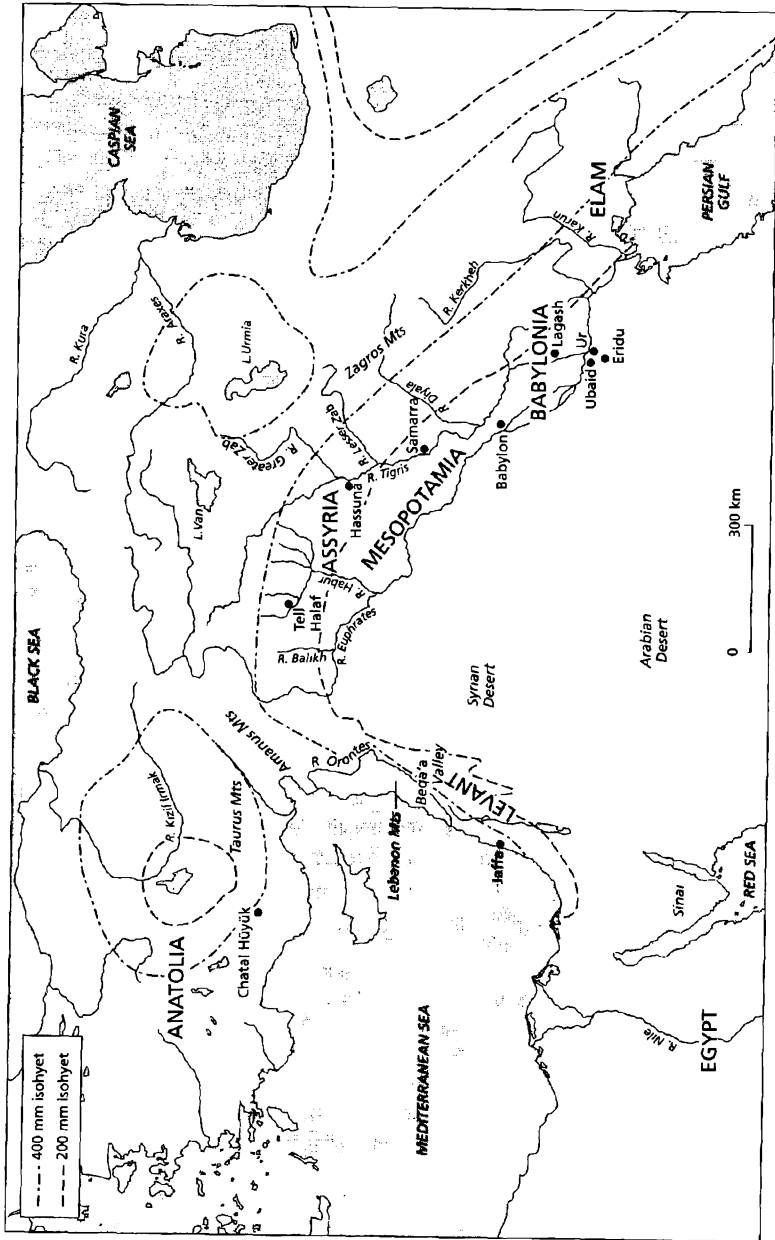 400 mm isohyet
200 mm isohyet
BLACK SEA
CASPIAN
SEA
R. Kura
R. Araxes
L. Urmia
L. Van
R. Kizil Irmak
ANATOLIA
Taurus Mts
Chatal Hüyük
Amanus Mts
R. Greater Zab
R. Lesser Zab
Zagros Mts
R. Diyala
R. Kerkheh
R. Karun
ELAM
PERSIAN
GULF
ASSYRIA
Hassuna
R. Tigris
Samarra
Tell
Halaf
R. Habur
R. Balikh
R. Euphrates
MESOPOTAMIA
Babylon
BABYLONIA
Lagash
Ur
Ubaid
Eridu
R Orontes
Beqa'a
Valley
LEVANT
Lebanon Mts
Jaffa
Syrian
Desert
Arabian
Desert
MEDITERRANEAN SEA
Sinai
RED SEA
R. Nile
EGYPT
0 300 km